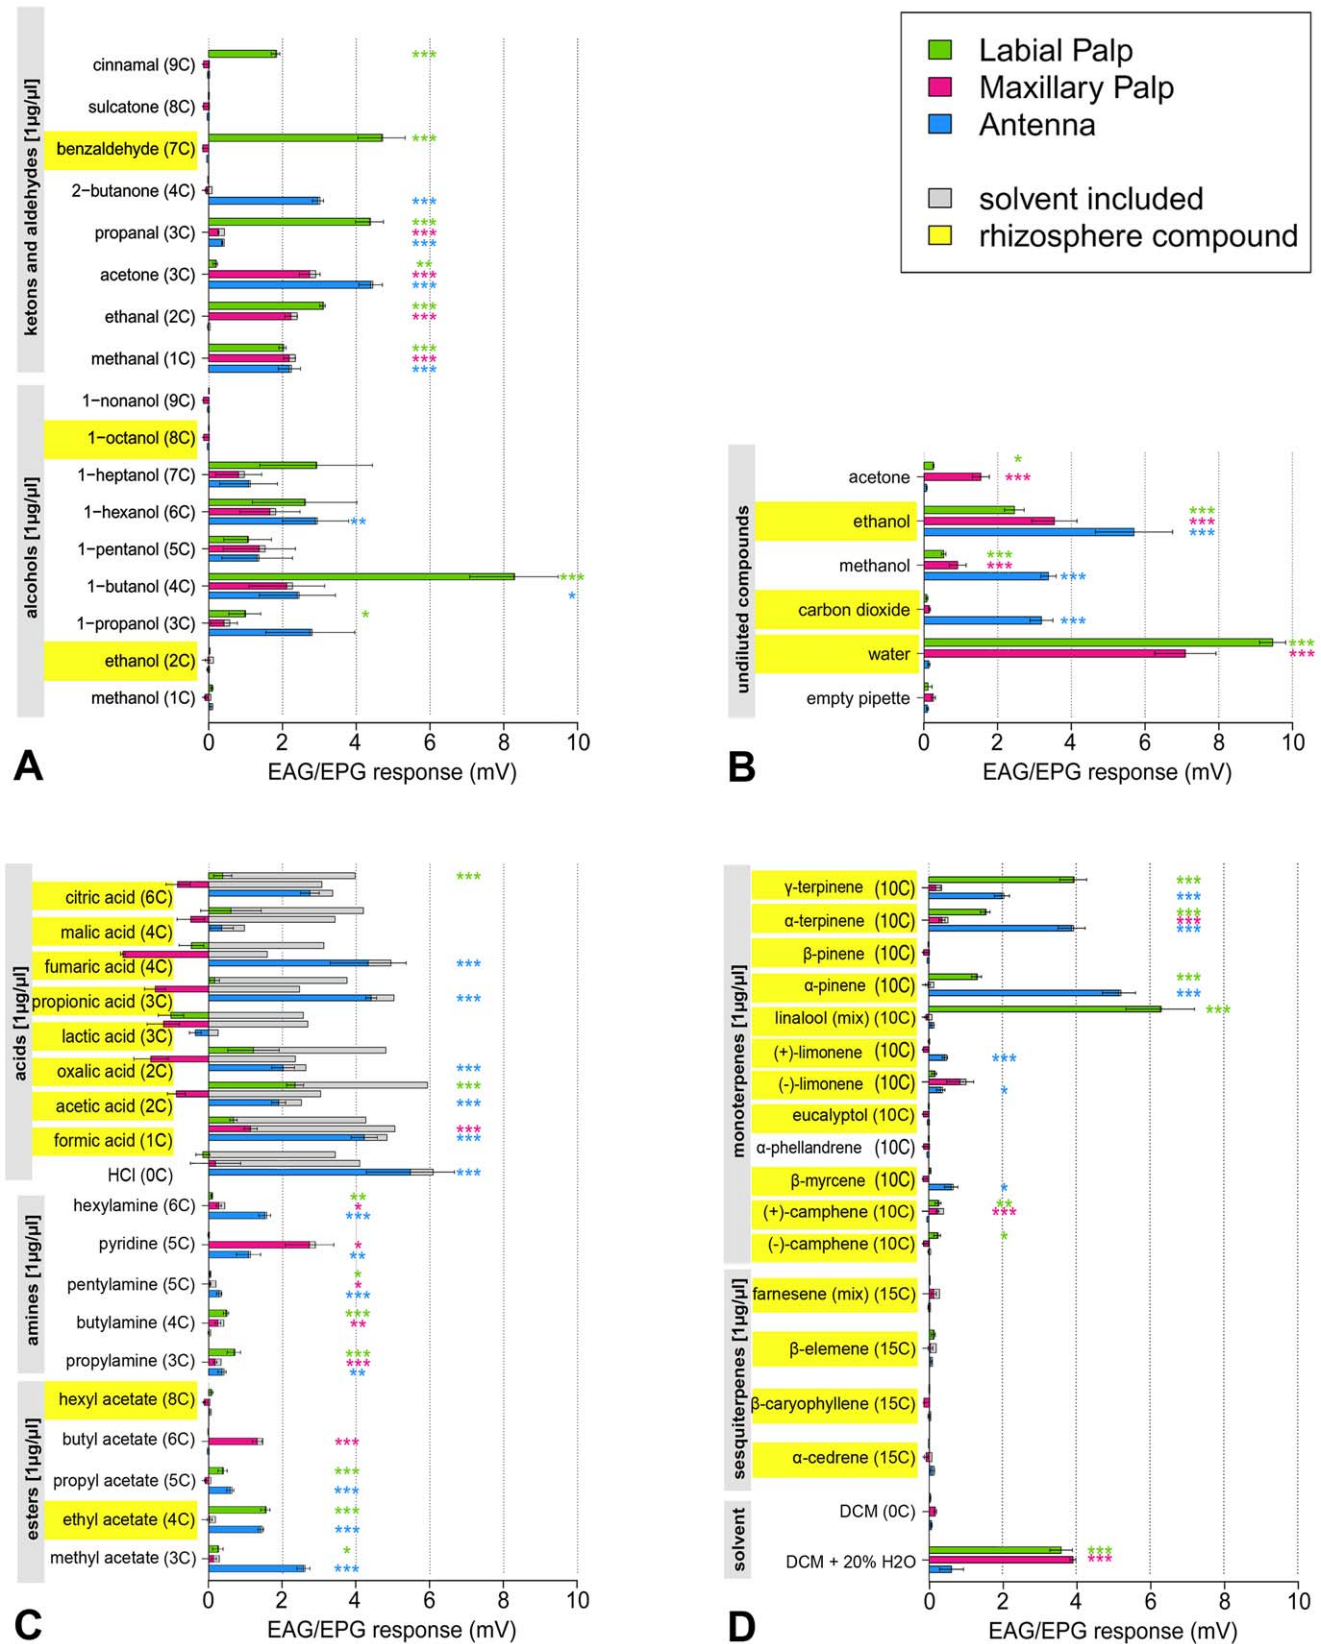 ketons and aldehydes [1µg/µl]
cinnamal (9C)
***
sulcatone (8C)
benzaldehyde (7C)
***
2−butanone (4C)
***
propanal (3C)
***
***
***
acetone (3C)
**
***
***
ethanal (2C)
***
***
methanal (1C)
***
***
***
alcohols [1µg/µl]
1−nonanol (9C)
1−octanol (8C)
1−heptanol (7C)
1−hexanol (6C)
**
1−pentanol (5C)
1−butanol (4C)
***
*
1−propanol (3C)
*
ethanol (2C)
methanol (1C)
0 2 4 6 8 10
EAG/EPG response (mV)
A
Labial Palp
Maxillary Palp
Antenna
solvent included
rhizosphere compound
undiluted compounds
acetone
*
***
ethanol
***
***
***
methanol
***
***
***
carbon dioxide
***
water
***
***
empty pipette
0 2 4 6 8 10
EAG/EPG response (mV)
B
acids [1µg/µl]
citric acid (6C)
***
malic acid (4C)
fumaric acid (4C)
***
propionic acid (3C)
***
lactic acid (3C)
oxalic acid (2C)
***
acetic acid (2C)
***
***
formic acid (1C)
***
***
HCl (0C)
***
amines [1µg/µl]
hexylamine (6C)
**
*
***
pyridine (5C)
*
**
pentylamine (5C)
*
*
***
butylamine (4C)
***
**
propylamine (3C)
***
***
**
esters [1µg/µl]
hexyl acetate (8C)
butyl acetate (6C)
***
propyl acetate (5C)
***
***
ethyl acetate (4C)
***
***
methyl acetate (3C)
*
***
0 2 4 6 8 10
EAG/EPG response (mV)
C
monoterpenes [1µg/µl]
γ-terpinene (10C)
***
***
α-terpinene (10C)
***
***
***
β-pinene (10C)
α-pinene (10C)
***
***
linalool (mix) (10C)
***
(+)-limonene (10C)
***
(-)-limonene (10C)
*
eucalyptol (10C)
α-phellandrene (10C)
β-myrcene (10C)
*
(+)-camphene (10C)
**
***
(-)-camphene (10C)
*
sesquiterpenes [1µg/µl]
farnesene (mix) (15C)
β-elemene (15C)
β-caryophyllene (15C)
α-cedrene (15C)
solvent
DCM (0C)
DCM + 20% H2O
***
***
0 2 4 6 8 10
EAG/EPG response (mV)
D